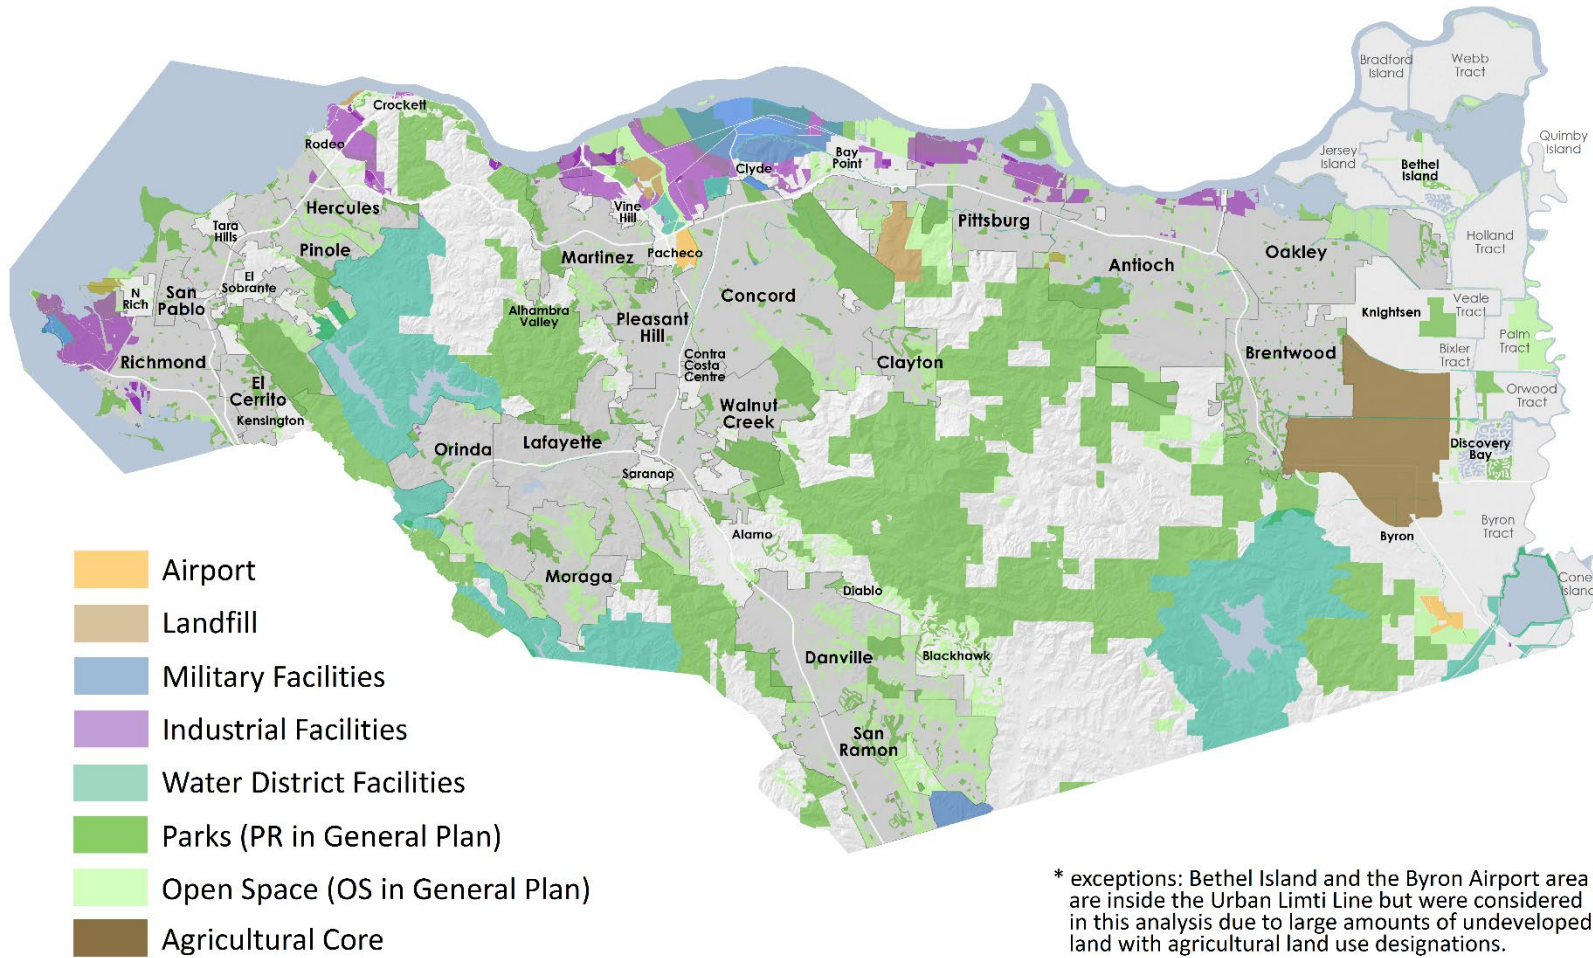 Bradford
Island
Webb
Tract
Quimby
Island
Jersey
Island
Bethel
Island
Holland
Tract
Crockett
Rodeo
Hercules
Tara
Hills
Pinole
El
Sobrante
N
Rich
San
Pablo
Richmond
El
Cerrito
Kensington
Bay
Point
Clyde
Vine
Hill
Pacheco
Martinez
Alhambra
Valley
Pleasant
Hill
Concord
Contra
Costa
Centre
Walnut
Creek
Clayton
Pittsburg
Antioch
Oakley
Knightsen
Veale
Tract
Palm
Tract
Bixler
Tract
Brentwood
Orwood
Tract
Discovery
Bay
Orinda
Lafayette
Saranap
Moraga
Alamo
Diablo
Danville
Blackhawk
San
Ramon
Byron
Byron
Tract
Coney
Island
Airport
Landfill
Military Facilities
Industrial Facilities
Water District Facilities
Parks (PR in General Plan)
Open Space (OS in General Plan)
Agricultural Core
* exceptions: Bethel Island and the Byron Airport area
are inside the Urban Limti Line but were considered
in this analysis due to large amounts of undeveloped
land with agricultural land use designations.